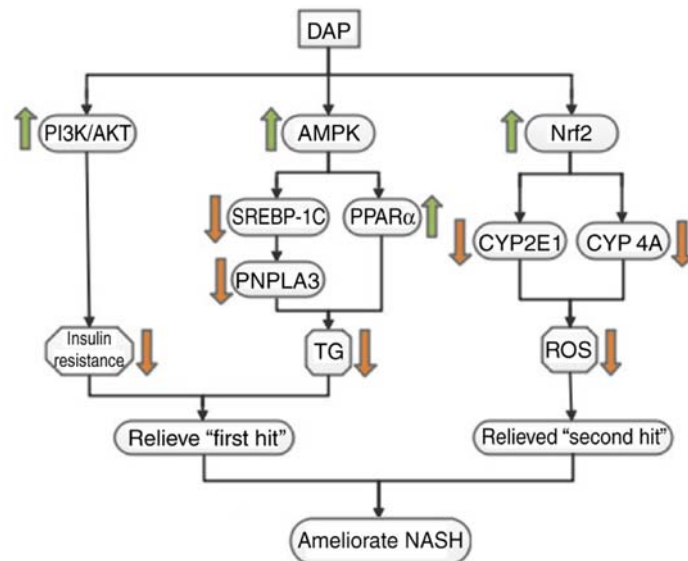 DAP
PI3K/AKT
AMPK
Nrf2
SREBP-1C
PPARα
CYP2E1
CYP 4A
PNPLA3
Insulin
resistance
TG
ROS
Relieve “first hit”
Relieved “second hit”
Ameliorate NASH